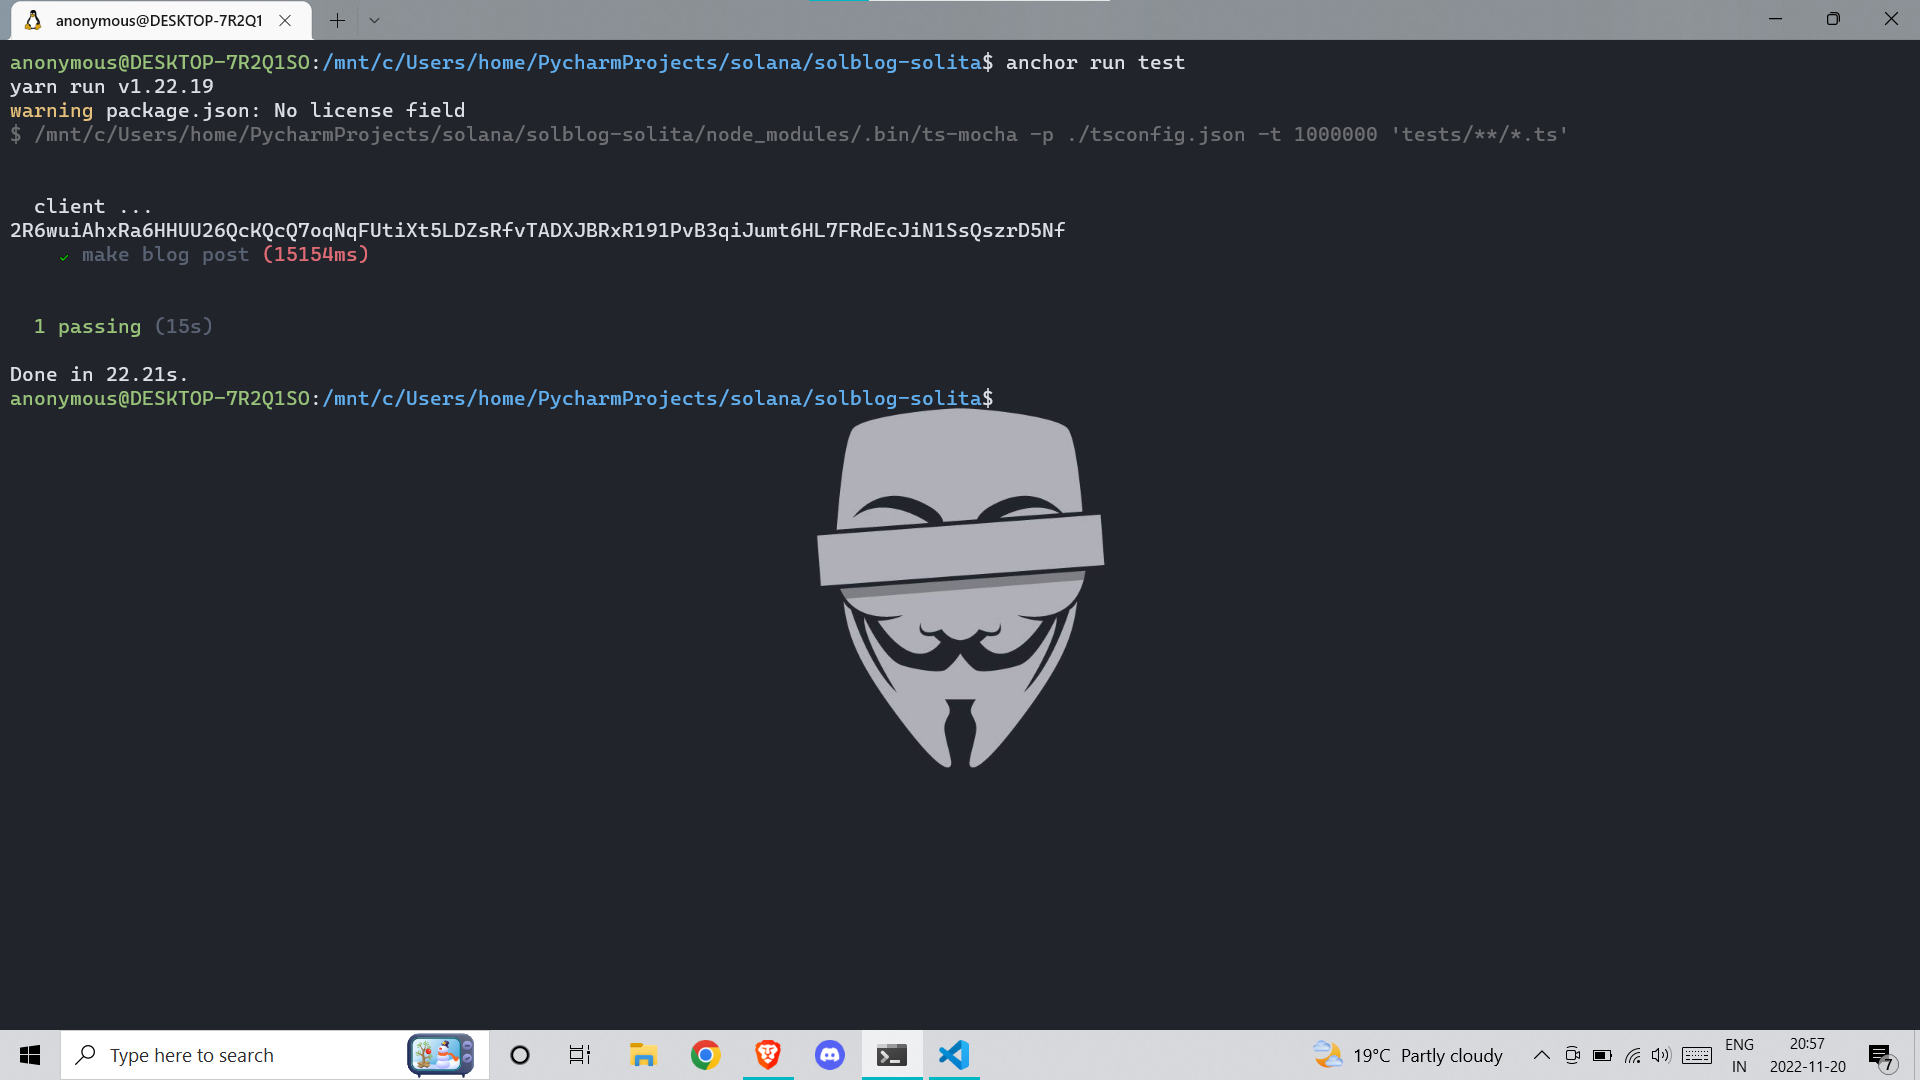 anonymous@DESKTOP-7R2Q1
anonymous@DESKTOP-7R2Q1SO:/mnt/c/Users/home/PycharmProjects/solana/solblog-solita$ anchor run test
yarn run v1.22.19
warning package.json: No license field
$ /mnt/c/Users/home/PycharmProjects/solana/solblog-solita/node_modules/.bin/ts-mocha -p ./tsconfig.json -t 1000000 'tests/**/*.ts'
client ...
2R6wuiAhxRa6HHUU26QcKQcQ7oqNqFUtiXt5LDZsRfvTADXJBRxR191PvB3qiJumt6HL7FRdEcJiN1SsQszrD5Nf
✓ make blog post (15154ms)
1 passing (15s)
Done in 22.21s.
anonymous@DESKTOP-7R2Q1SO:/mnt/c/Users/home/PycharmProjects/solana/solblog-solita$
Type here to search
19°C Partly cloudy
ENG
IN
20:57
2022-11-20
7